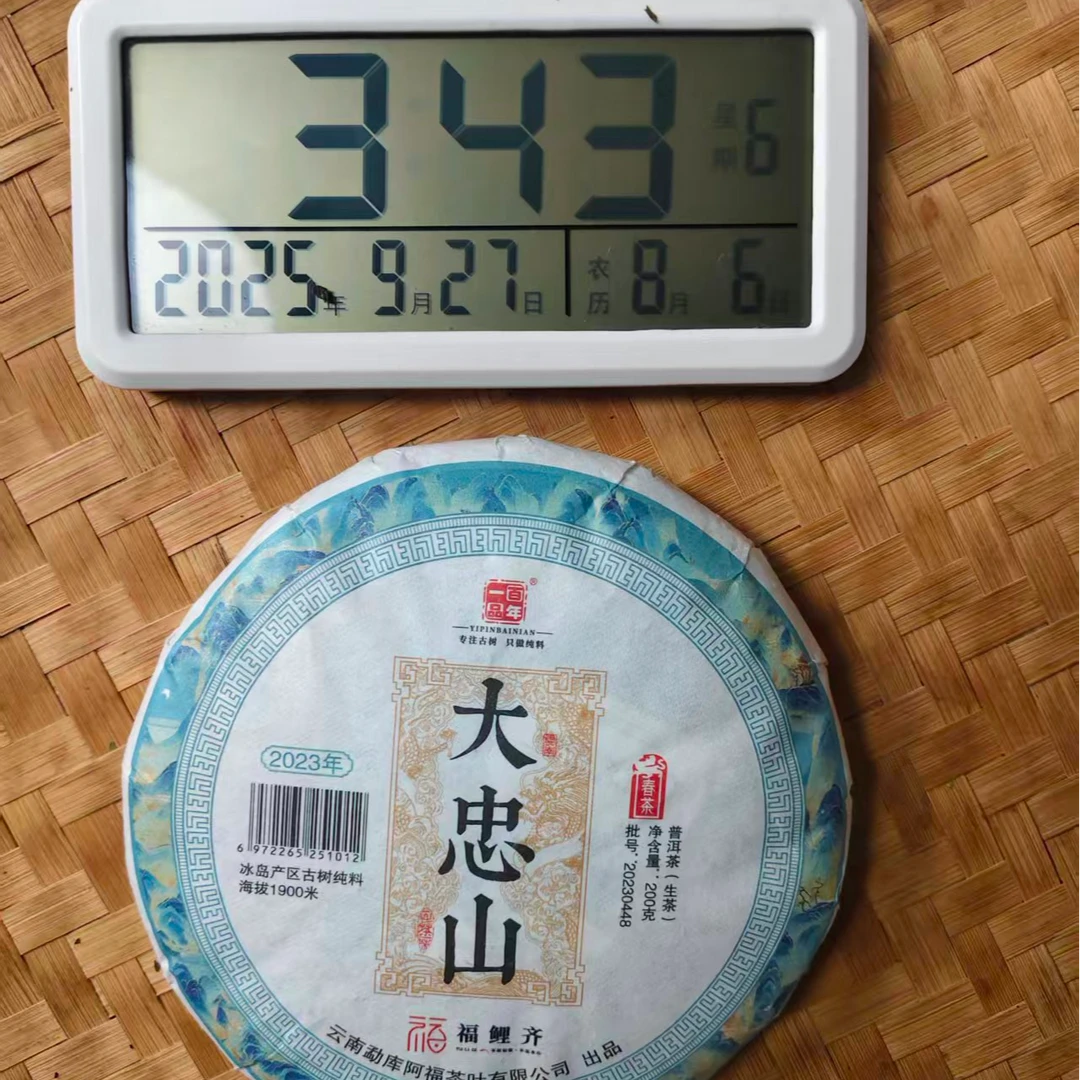 343
星期 6
2025年 9月27日
农历 8月 6日
一品百年®
YIPINBAINIAN
专注古树 只做纯料
大忠山
2023年
6 972265 251012
冰岛产区古树纯料
海拔1900米
春茶
普洱茶(生茶)
净含量：200克
批号：20230448
福
福鲤齐
云南勐库阿福茶叶有限公司 出品